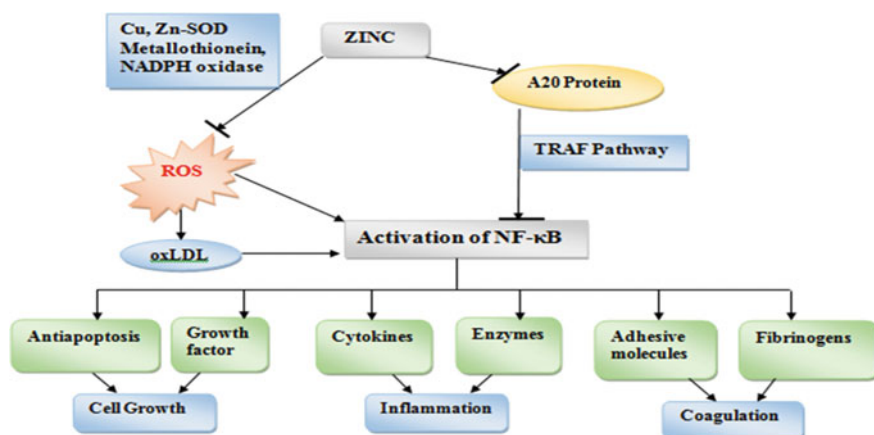 Cu, Zn-SOD
Metallothionein,
NADPH oxidase
ZINC
A20 Protein
TRAF Pathway
ROS
Activation of NF-κB
oxLDL
Antiapoptosis
Growth
factor
Cytokines
Enzymes
Adhesive
molecules
Fibrinogens
Cell Growth
Inflammation
Coagulation